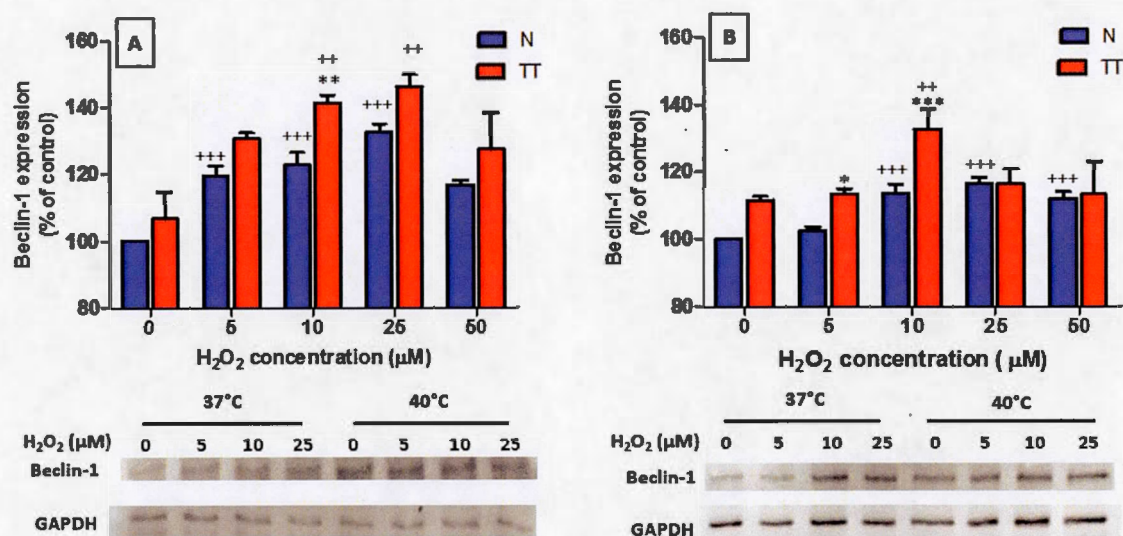 A
N
TT
160
140
120
100
80
Beclin-1 expression
(% of control)
+++
+++
++
**
+++
++
0 5 10 25 50
H₂O₂ concentration (µM)
37°C 40°C
H₂O₂ (µM) 0 5 10 25 0 5 10 25
Beclin-1
GAPDH
B
N
TT
160
140
120
100
80
Beclin-1 expression
(% of control)
*
+++
++
***
+++
+++
0 5 10 25 50
H₂O₂ concentration ( µM)
37°C 40°C
H₂O₂ (µM) 0 5 10 25 0 5 10 25
Beclin-1
GAPDH